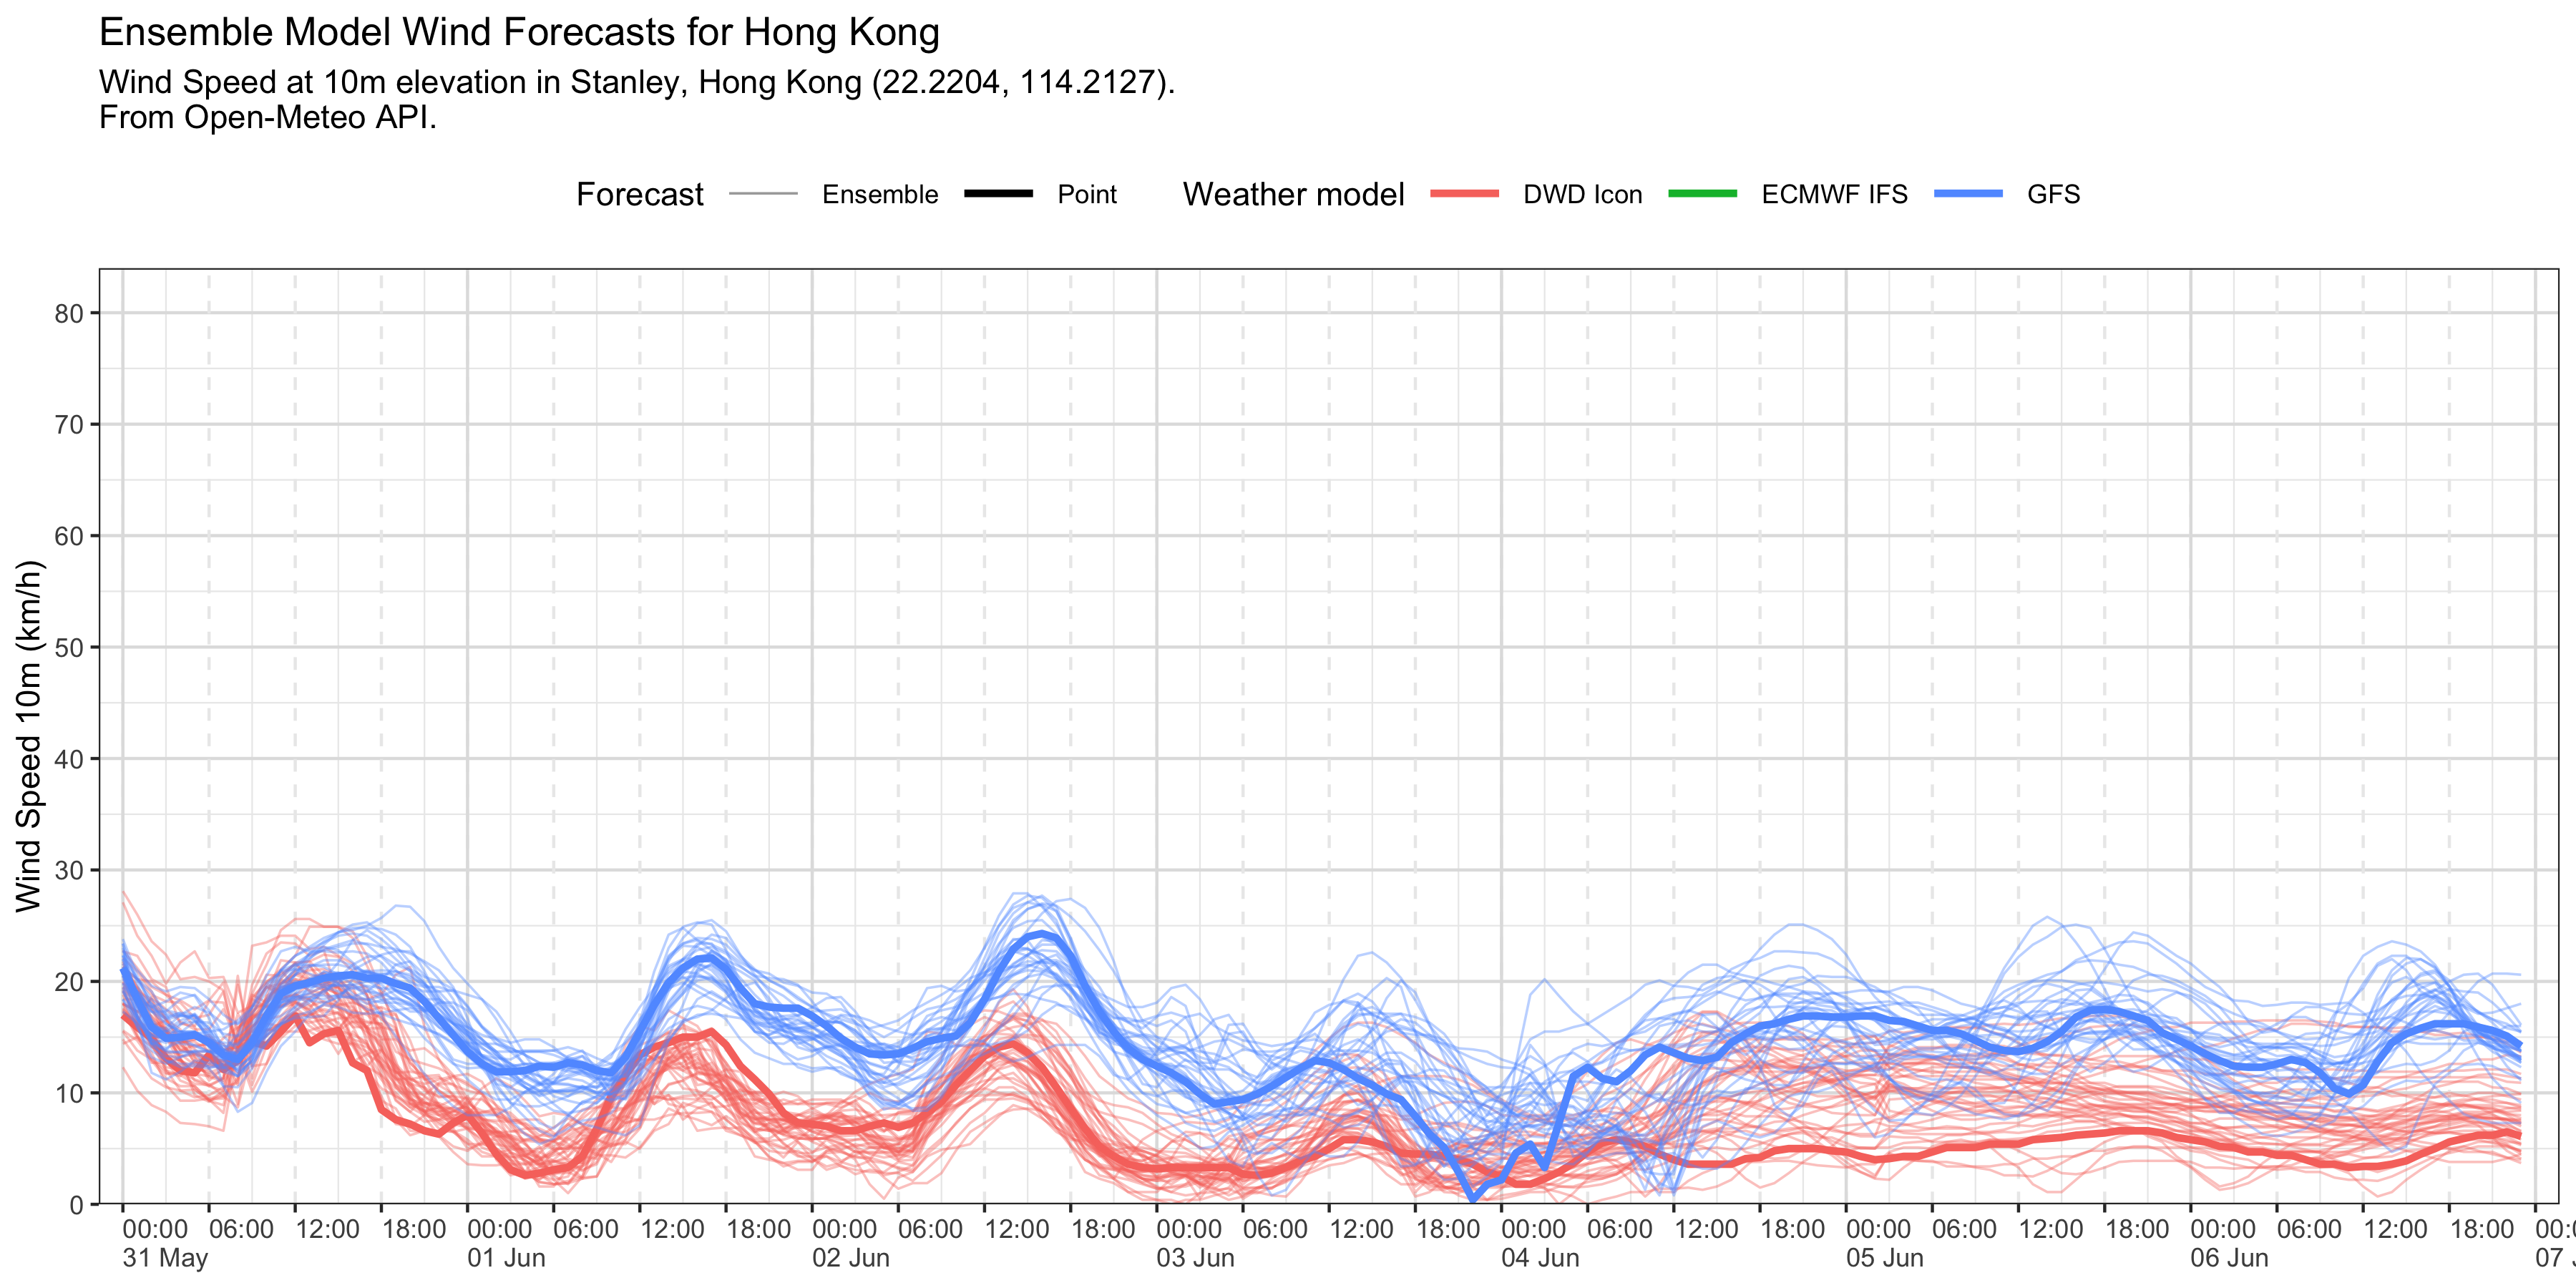 Ensemble Model Wind Forecasts for Hong Kong
Wind Speed at 10m elevation in Stanley, Hong Kong (22.2204, 114.2127).
From Open-Meteo API.
Forecast Ensemble Point Weather model DWD Icon ECMWF IFS GFS
Wind Speed 10m (km/h)
80
70
60
50
40
30
20
10
0
00:00 06:00 12:00 18:00 00:00 06:00 12:00 18:00 00:00 06:00 12:00 18:00 00:00 06:00 12:00 18:00 00:00 06:00 12:00 18:00 00:00 06:00 12:00 18:00 00:00 06:00 12:00 18:00
31 May 01 Jun 02 Jun 03 Jun 04 Jun 05 Jun 06 Jun 07